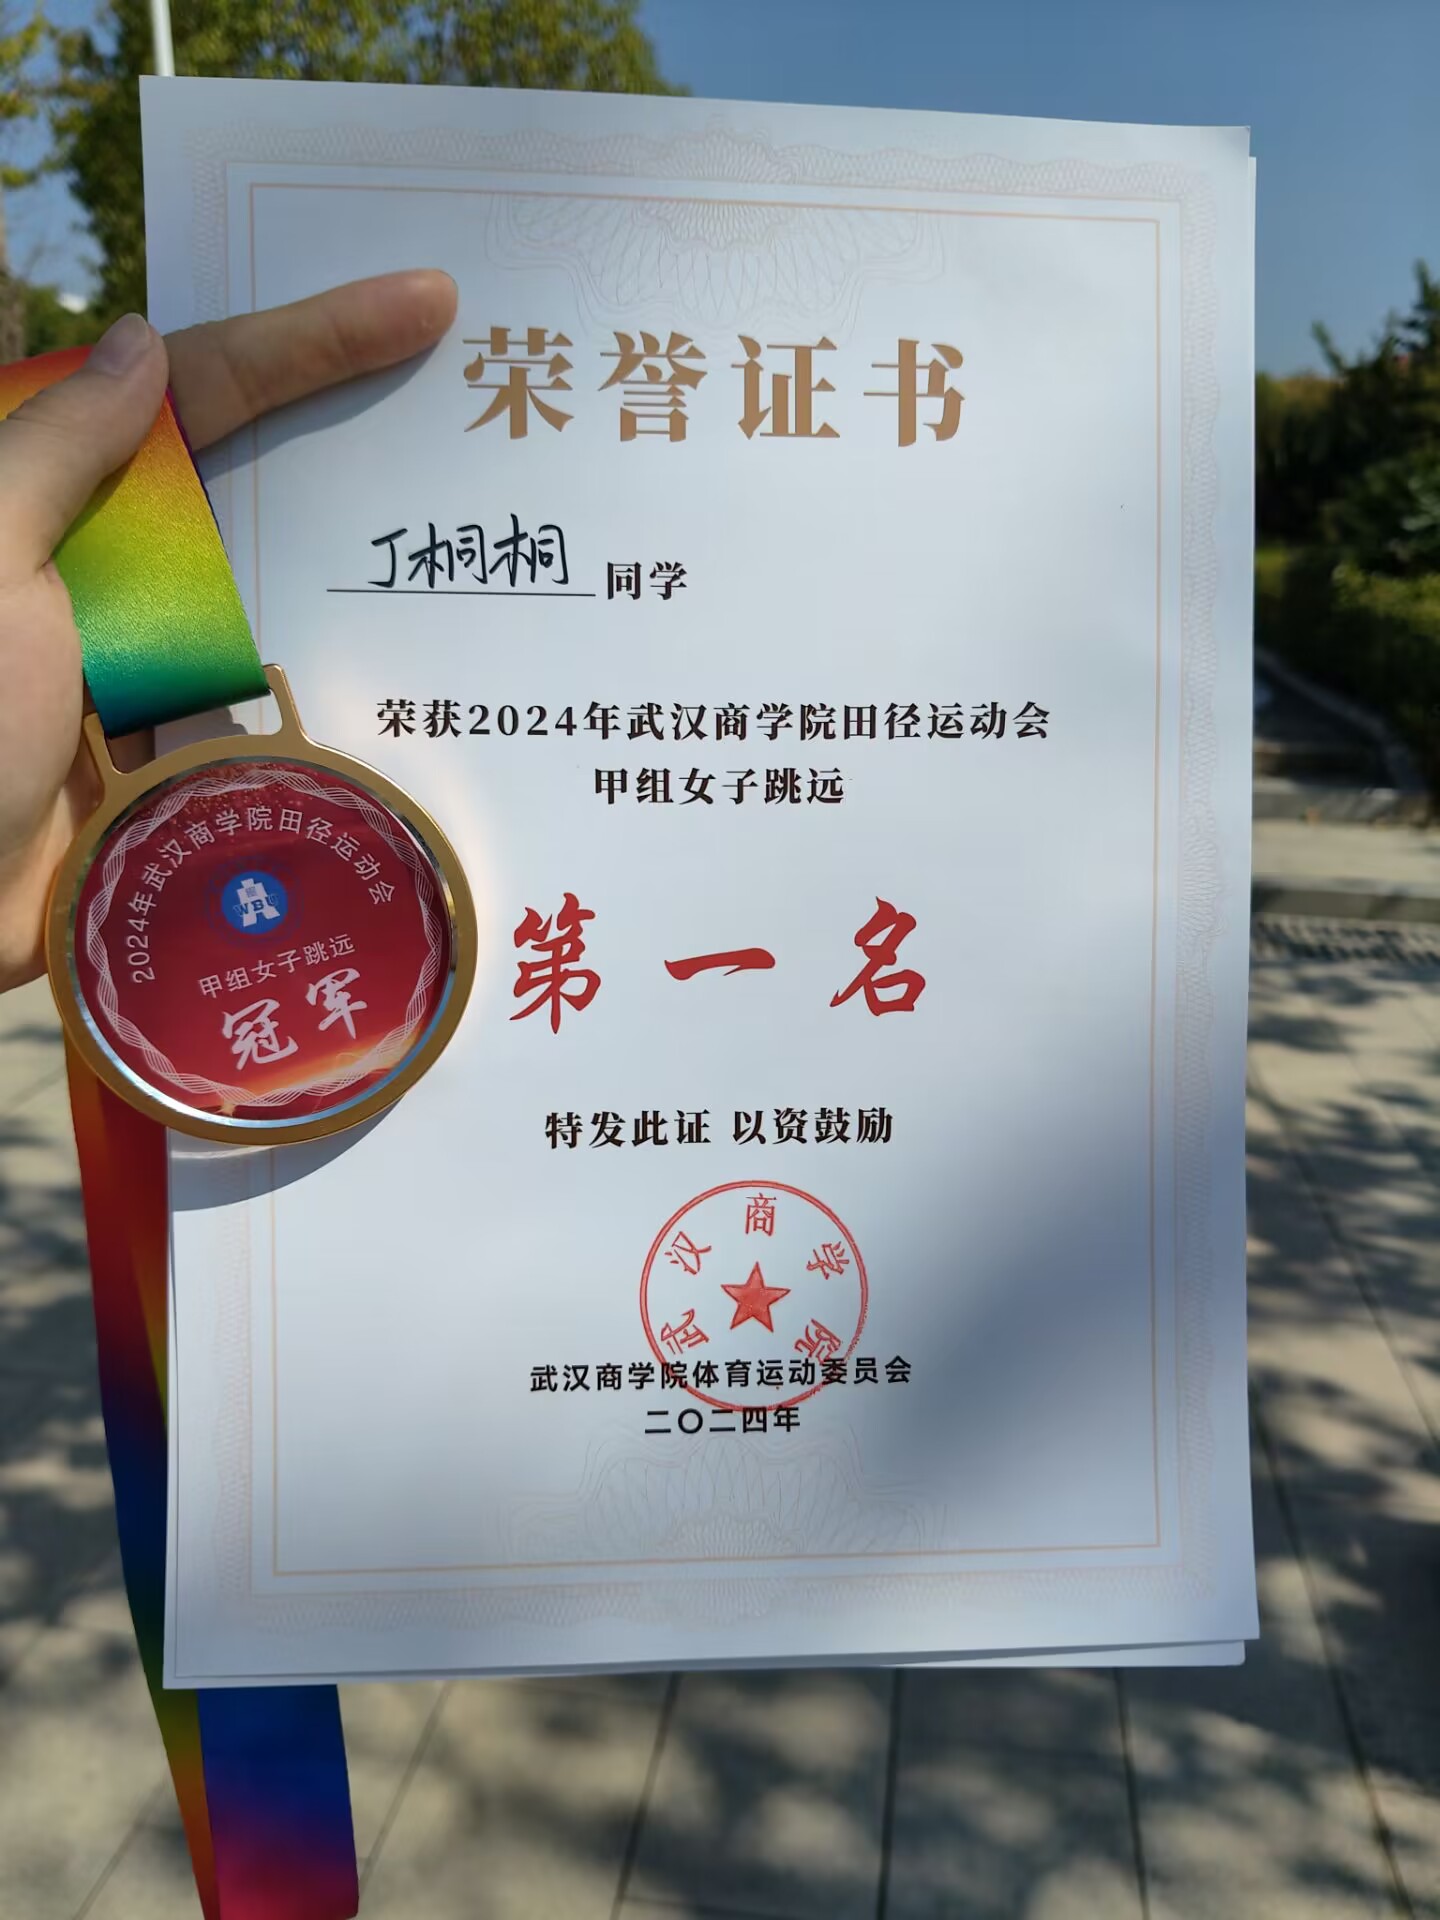 荣誉证书
丁桐桐 同学
荣获2024年武汉商学院田径运动会
甲组女子跳远
第一名
特发此证 以资鼓励
武汉商学院
武汉商学院体育运动委员会
二〇二四年
2024年武汉商学院田径运动会
WBU
甲组女子跳远
冠军